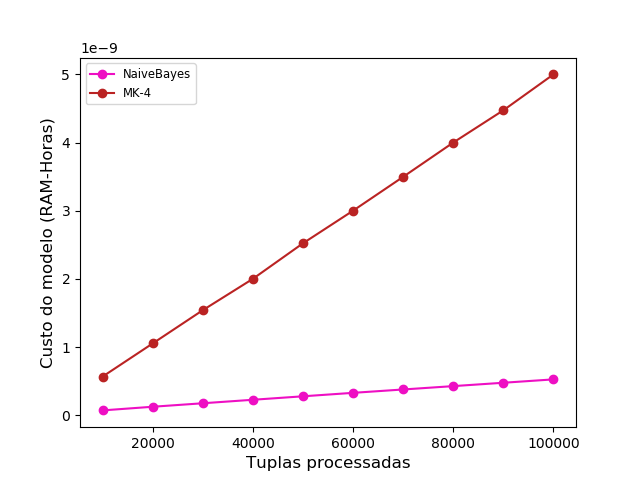 1e−9
5
4
3
2
1
0
Custo do modelo (RAM-Horas)
NaiveBayes
MK-4
20000 40000 60000 80000 100000
Tuplas processadas